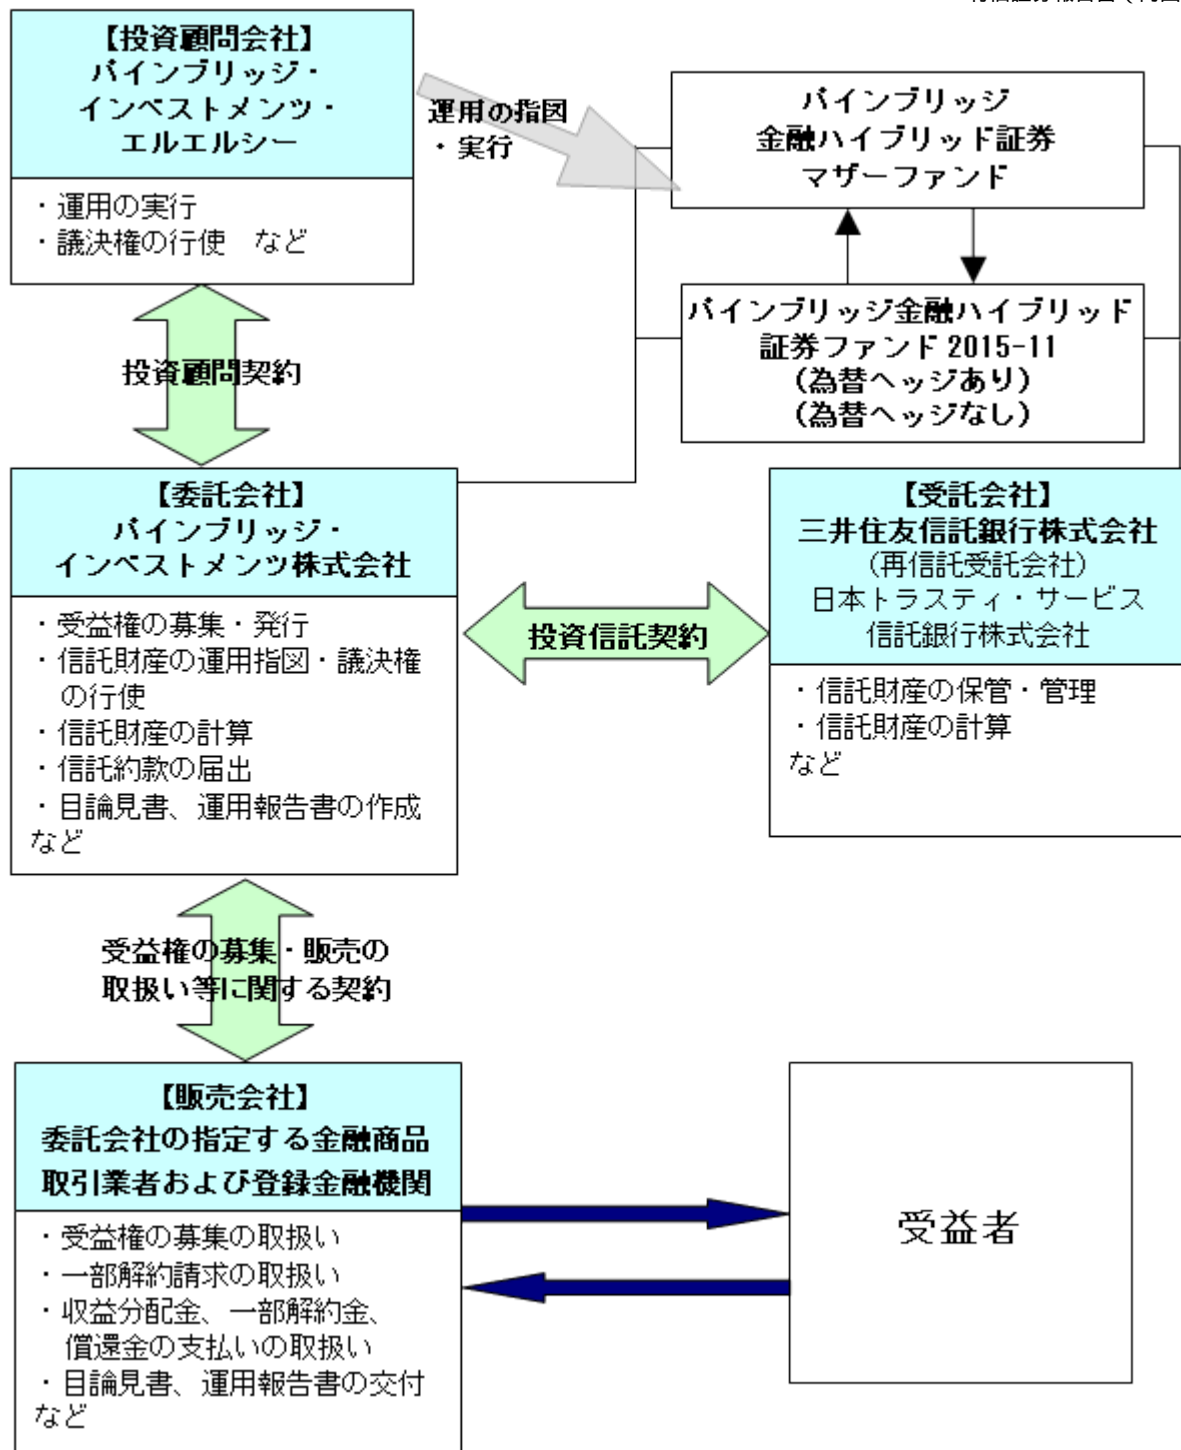 【投資顧問会社】
パインブリッジ・
インベストメンツ・
エルエルシー
・運用の実行
・議決権の行使　など
運用の指図
・実行
パインブリッジ
金融ハイブリッド証券
マザーファンド
パインブリッジ金融ハイブリッド
証券ファンド 2015-11
（為替ヘッジあり）
（為替ヘッジなし）
投資顧問契約
【委託会社】
パインブリッジ・
インベストメンツ株式会社
・受益権の募集・発行
・信託財産の運用指図・議決権
の行使
・信託財産の計算
・信託約款の届出
・目論見書、運用報告書の作成
など
投資信託契約
【受託会社】
三井住友信託銀行株式会社
（再信託受託会社）
日本トラスティ・サービス
信託銀行株式会社
・信託財産の保管・管理
・信託財産の計算
など
受益権の募集・販売の
取扱い等に関する契約
【販売会社】
委託会社の指定する金融商品
取引業者および登録金融機関
・受益権の募集の取扱い
・一部解約請求の取扱い
・収益分配金、一部解約金、
償還金の支払いの取扱い
・目論見書、運用報告書の交付
など
受益者